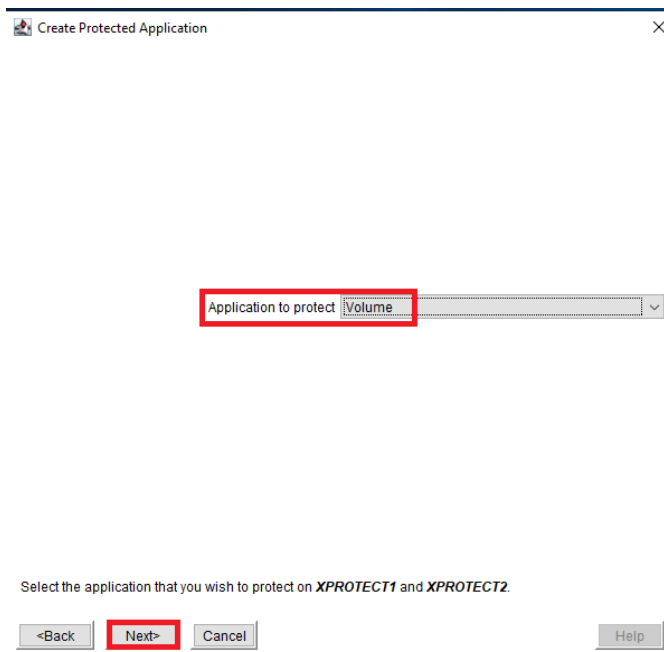 Create Protected Application
Application to protect Volume
Select the application that you wish to protect on XPROTECT1 and XPROTECT2.
<Back Next> Cancel Help